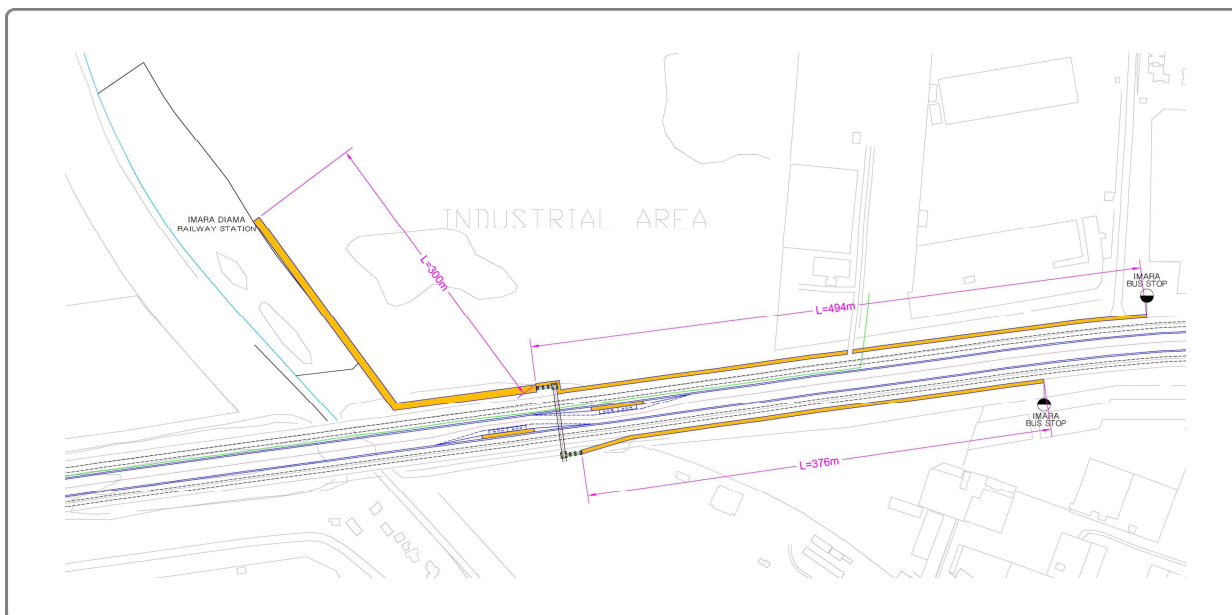 IMARA DIAMA
RAILWAY STATION
INDUSTRIAL AREA
L=300m
L=494m
IMARA
BUS STOP
IMARA
BUS STOP
L=376m